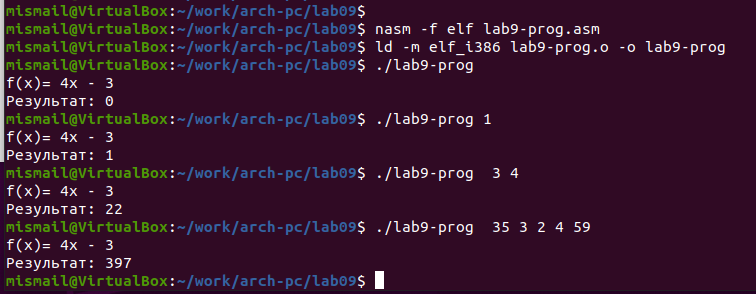 mismail@VirtualBox:~/work/arch-pc/lab09$
mismail@VirtualBox:~/work/arch-pc/lab09$ nasm -f elf lab9-prog.asm
mismail@VirtualBox:~/work/arch-pc/lab09$ ld -m elf_i386 lab9-prog.o -o lab9-prog
mismail@VirtualBox:~/work/arch-pc/lab09$ ./lab9-prog
f(x)= 4x - 3
Результат: 0
mismail@VirtualBox:~/work/arch-pc/lab09$ ./lab9-prog 1
f(x)= 4x - 3
Результат: 1
mismail@VirtualBox:~/work/arch-pc/lab09$ ./lab9-prog  3 4
f(x)= 4x - 3
Результат: 22
mismail@VirtualBox:~/work/arch-pc/lab09$ ./lab9-prog  35 3 2 4 59
f(x)= 4x - 3
Результат: 397
mismail@VirtualBox:~/work/arch-pc/lab09$